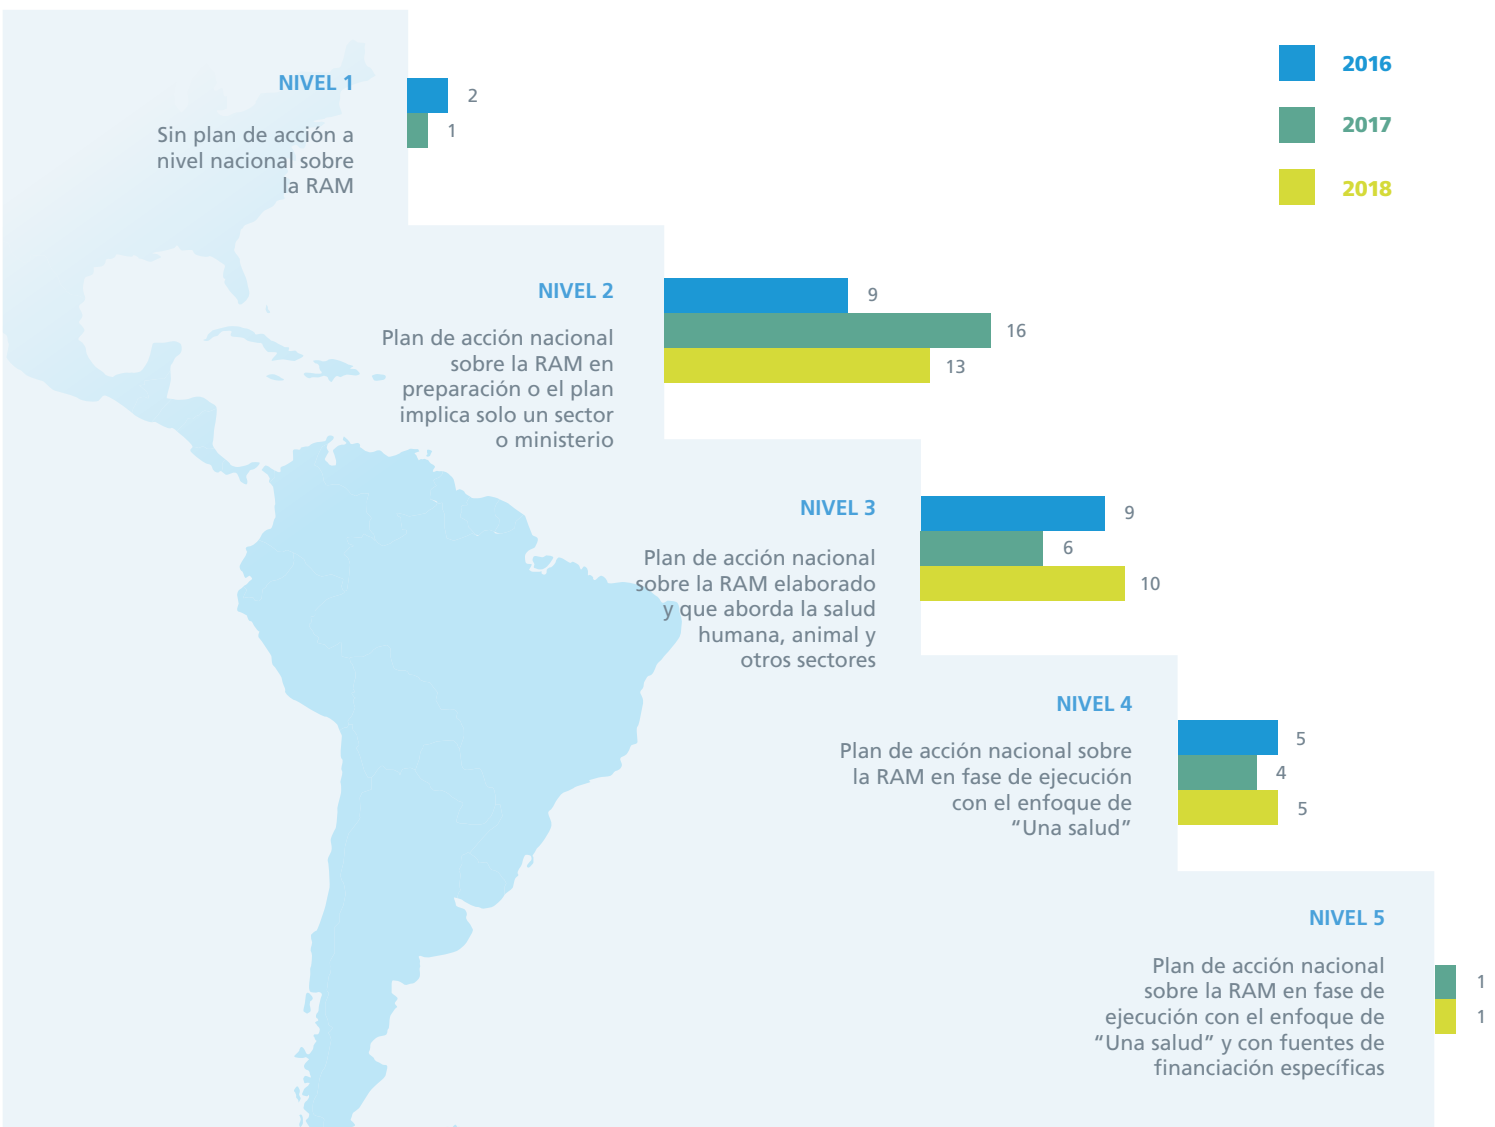 2016
2017
2018
NIVEL 1
Sin plan de acción a
nivel nacional sobre
la RAM
2
1
NIVEL 2
Plan de acción nacional
sobre la RAM en
preparación o el plan
implica solo un sector
o ministerio
9
16
13
NIVEL 3
Plan de acción nacional
sobre la RAM elaborado
y que aborda la salud
humana, animal y
otros sectores
9
6
10
NIVEL 4
Plan de acción nacional sobre
la RAM en fase de ejecución
con el enfoque de
“Una salud”
5
4
5
NIVEL 5
Plan de acción nacional
sobre la RAM en fase de
ejecución con el enfoque de
“Una salud” y con fuentes de
financiación específicas
1
1